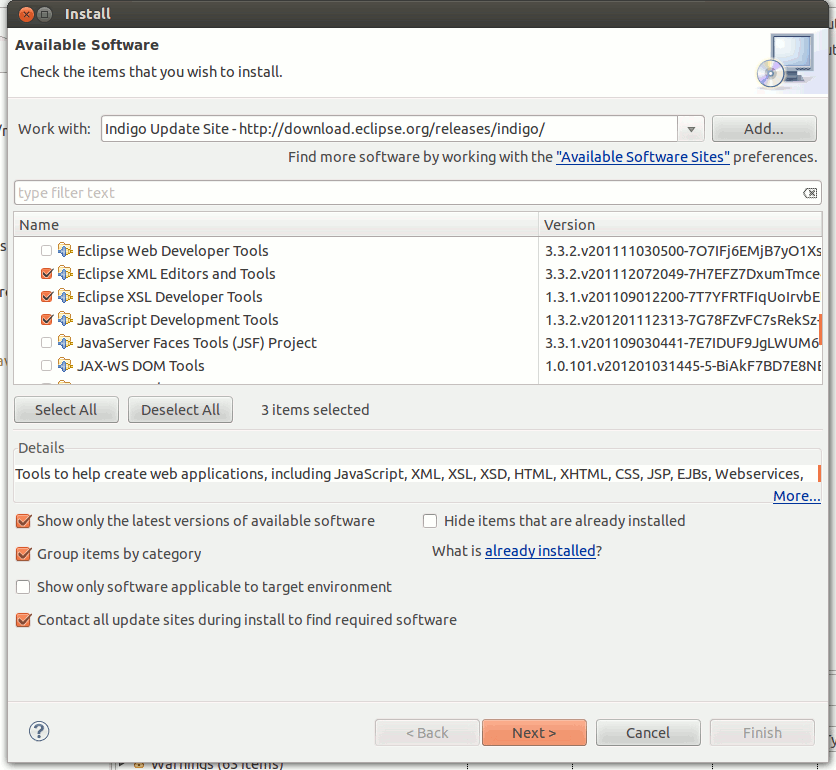 Install
Available Software
Check the items that you wish to install.
Work with: Indigo Update Site - http://download.eclipse.org/releases/indigo/ Add...
Find more software by working with the "Available Software Sites" preferences.
type filter text
Name Version
Eclipse Web Developer Tools 3.3.2.v201111030500-7O7IFj6EMjB7yO1Xs
Eclipse XML Editors and Tools 3.3.2.v201112072049-7H7EFZ7DxumTmce
Eclipse XSL Developer Tools 1.3.1.v201109012200-7T7YFRTFIqUoIrvbE
JavaScript Development Tools 1.3.2.v201201112313-7G78FZvFC7sRekSz-
JavaServer Faces Tools (JSF) Project 3.3.1.v201109030441-7E7IDUF9JgLWUM6
JAX-WS DOM Tools 1.0.101.v201201031445-5-BiAkF7BD7E8NE
Select All Deselect All 3 items selected
Details
Tools to help create web applications, including JavaScript, XML, XSL, XSD, HTML, XHTML, CSS, JSP, EJBs, Webservices,
More...
Show only the latest versions of available software Hide items that are already installed
Group items by category What is already installed?
Show only software applicable to target environment
Contact all update sites during install to find required software
? < Back Next > Cancel Finish
Warnings (63 items)